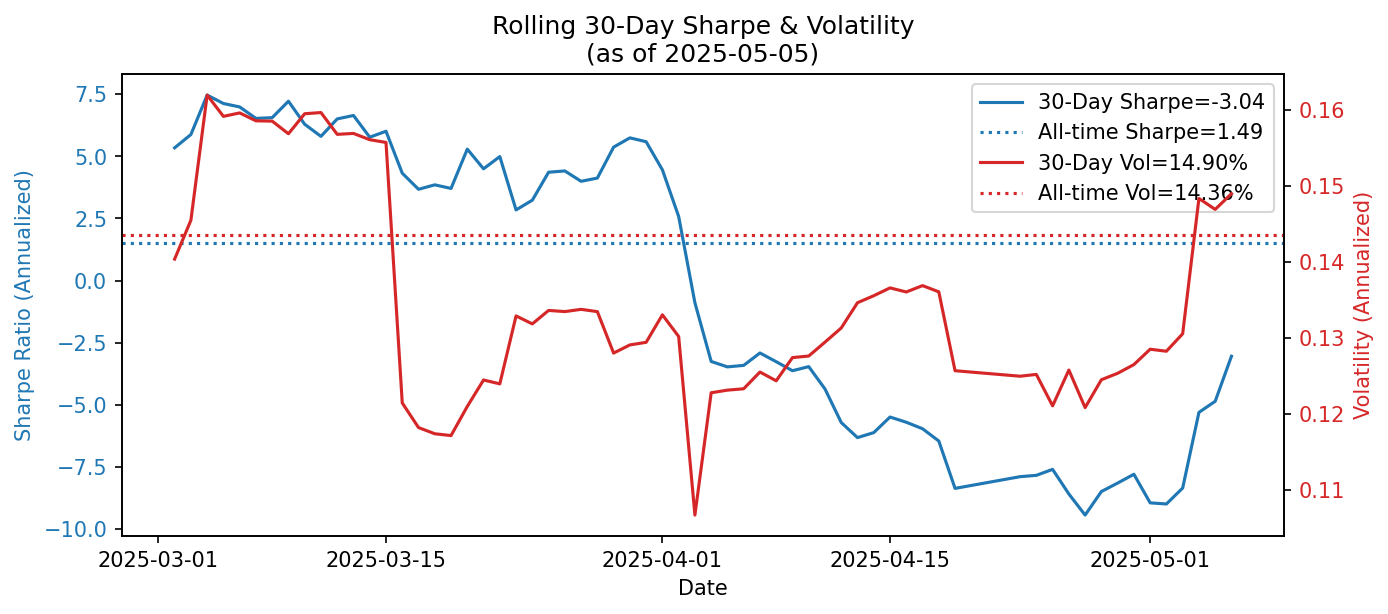 Rolling 30-Day Sharpe & Volatility
(as of 2025-05-05)
30-Day Sharpe=-3.04
All-time Sharpe=1.49
30-Day Vol=14.90%
All-time Vol=14.36%
Sharpe Ratio (Annualized)
7.5
5.0
2.5
0.0
−2.5
−5.0
−7.5
−10.0
0.16
0.15
0.14
0.13
0.12
0.11
Volatility (Annualized)
2025-03-01 2025-03-15 2025-04-01 2025-04-15 2025-05-01
Date